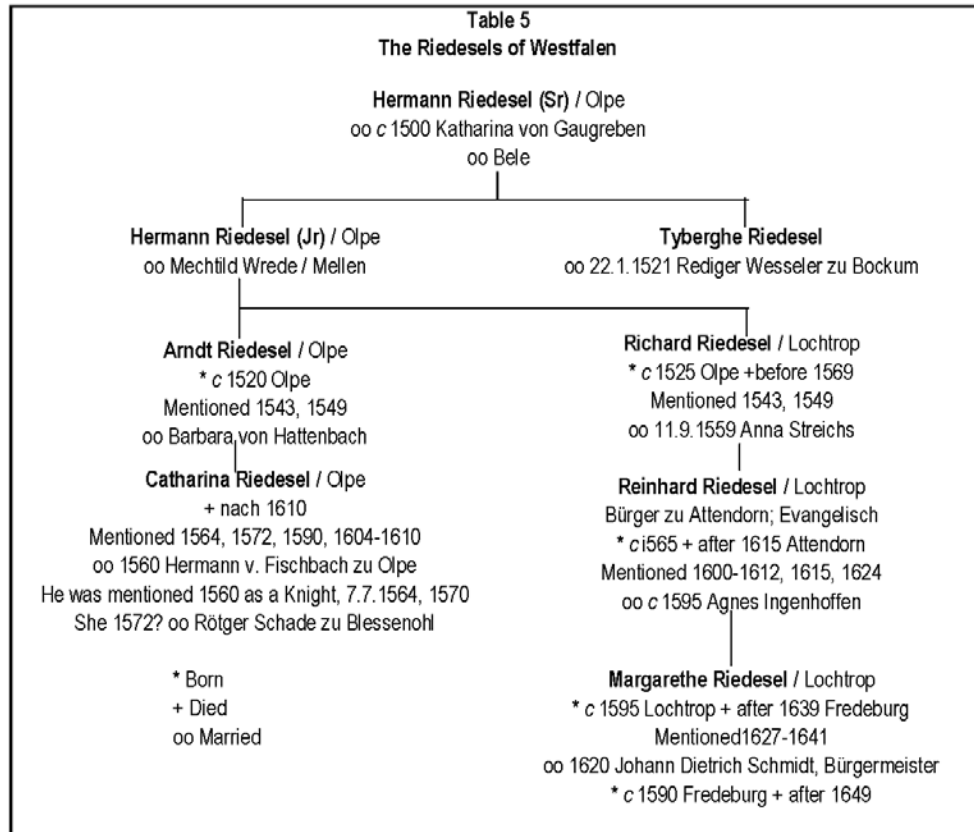 Table 5
The Riedesels of Westfalen
Hermann Riedesel (Sr) / Olpe
oo c 1500 Katharina von Gaugreben
oo Bele
Hermann Riedesel (Jr) / Olpe
oo Mechtild Wrede / Mellen
Tyberghe Riedesel
oo 22.1.1521 Rediger Wesseler zu Bockum
Arndt Riedesel / Olpe
* c 1520 Olpe
Mentioned 1543, 1549
oo Barbara von Hattenbach
Richard Riedesel / Lochtrop
* c 1525 Olpe +before 1569
Mentioned 1543, 1549
oo 11.9.1559 Anna Streichs
Catharina Riedesel / Olpe
+ nach 1610
Mentioned 1564, 1572, 1590, 1604-1610
oo 1560 Hermann v. Fischbach zu Olpe
He was mentioned 1560 as a Knight, 7.7.1564, 1570
She 1572? oo Rötger Schade zu Blessenohl
Reinhard Riedesel / Lochtrop
Bürger zu Attendorn; Evangelisch
* c i565 + after 1615 Attendorn
Mentioned 1600-1612, 1615, 1624
oo c 1595 Agnes Ingenhoffen
Margarethe Riedesel / Lochtrop
* c 1595 Lochtrop + after 1639 Fredeburg
Mentioned1627-1641
oo 1620 Johann Dietrich Schmidt, Bürgermeister
* c 1590 Fredeburg + after 1649
* Born
+ Died
oo Married